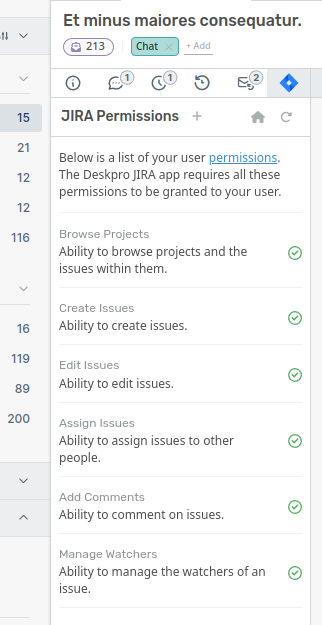 Et minus maiores consequatur.
213
Chat
+ Add
1
1
2
JIRA Permissions
Below is a list of your user permissions.
The Deskpro JIRA app requires all these
permissions to be granted to your user.
Browse Projects
Ability to browse projects and the
issues within them.
Create Issues
Ability to create issues.
Edit Issues
Ability to edit issues.
Assign Issues
Ability to assign issues to other
people.
Add Comments
Ability to comment on issues.
Manage Watchers
Ability to manage the watchers of an
issue.
15
21
12
12
116
16
119
89
200